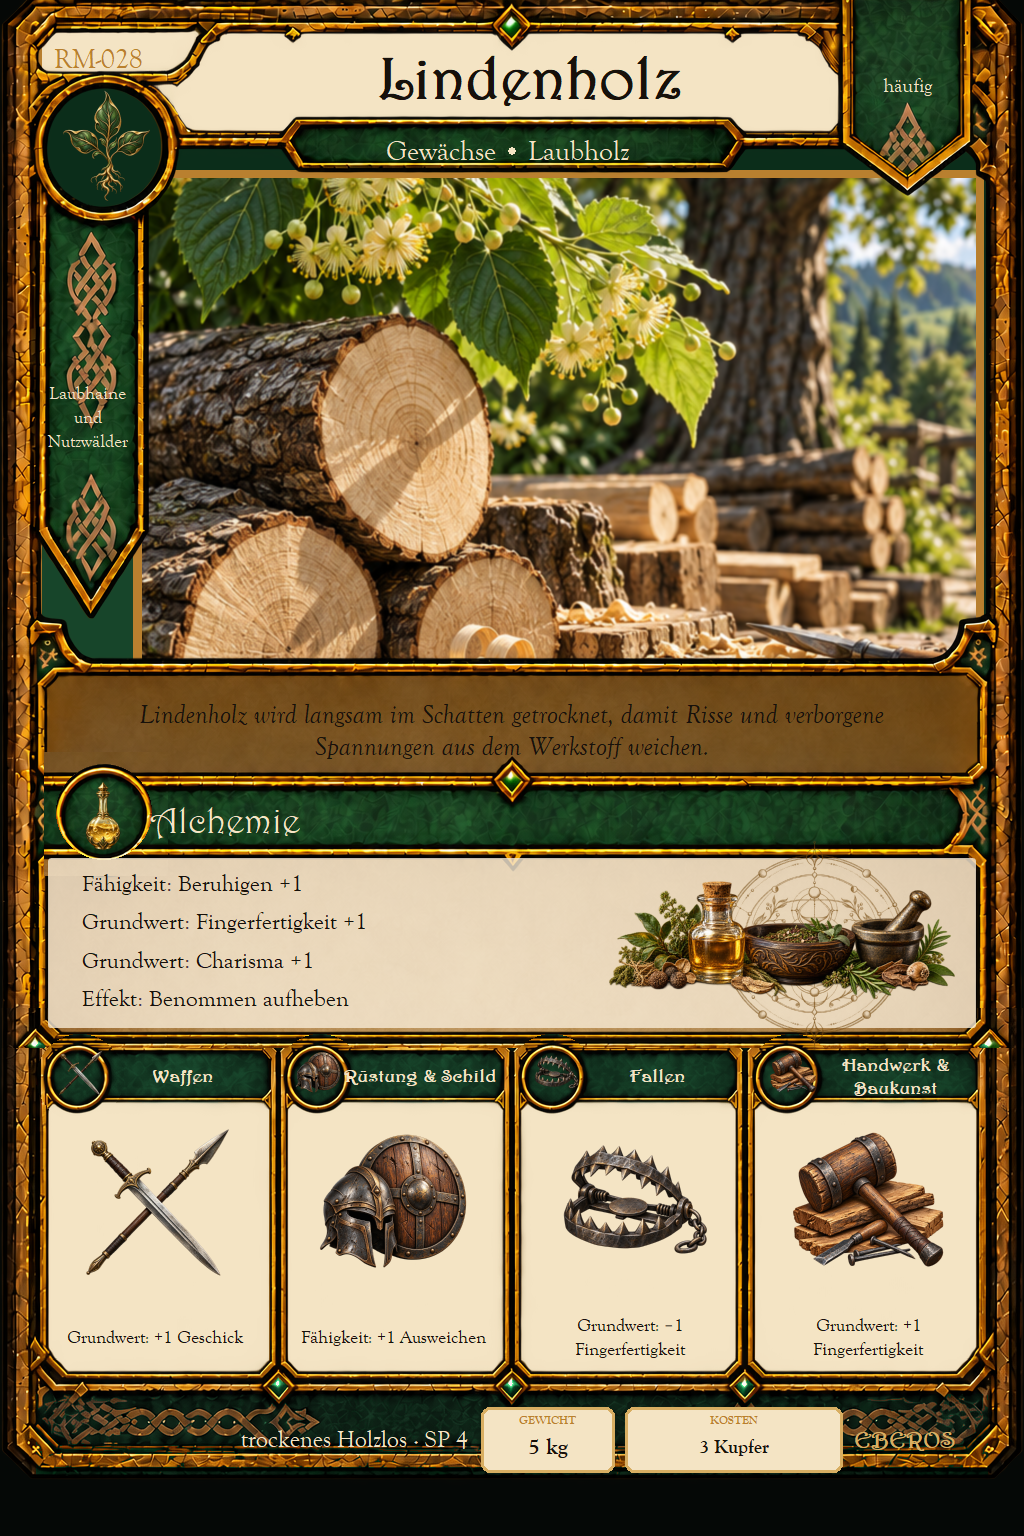 RM-028
Lindenholz
häufig
Gewächse • Laubholz
Laubhaine
und
Nutzwälder
Lindenholz wird langsam im Schatten getrocknet, damit Risse und verborgene
Spannungen aus dem Werkstoff weichen.
Alchemie
Fähigkeit: Beruhigen +1
Grundwert: Fingerfertigkeit +1
Grundwert: Charisma +1
Effekt: Benommen aufheben
Waffen
Grundwert: +1 Geschick
Rüstung & Schild
Fähigkeit: +1 Ausweichen
Fallen
Grundwert: −1
Fingerfertigkeit
Handwerk &
Baukunst
Grundwert: +1
Fingerfertigkeit
trockenes Holzlos · SP 4
GEWICHT
5 kg
KOSTEN
3 Kupfer
EBEROS